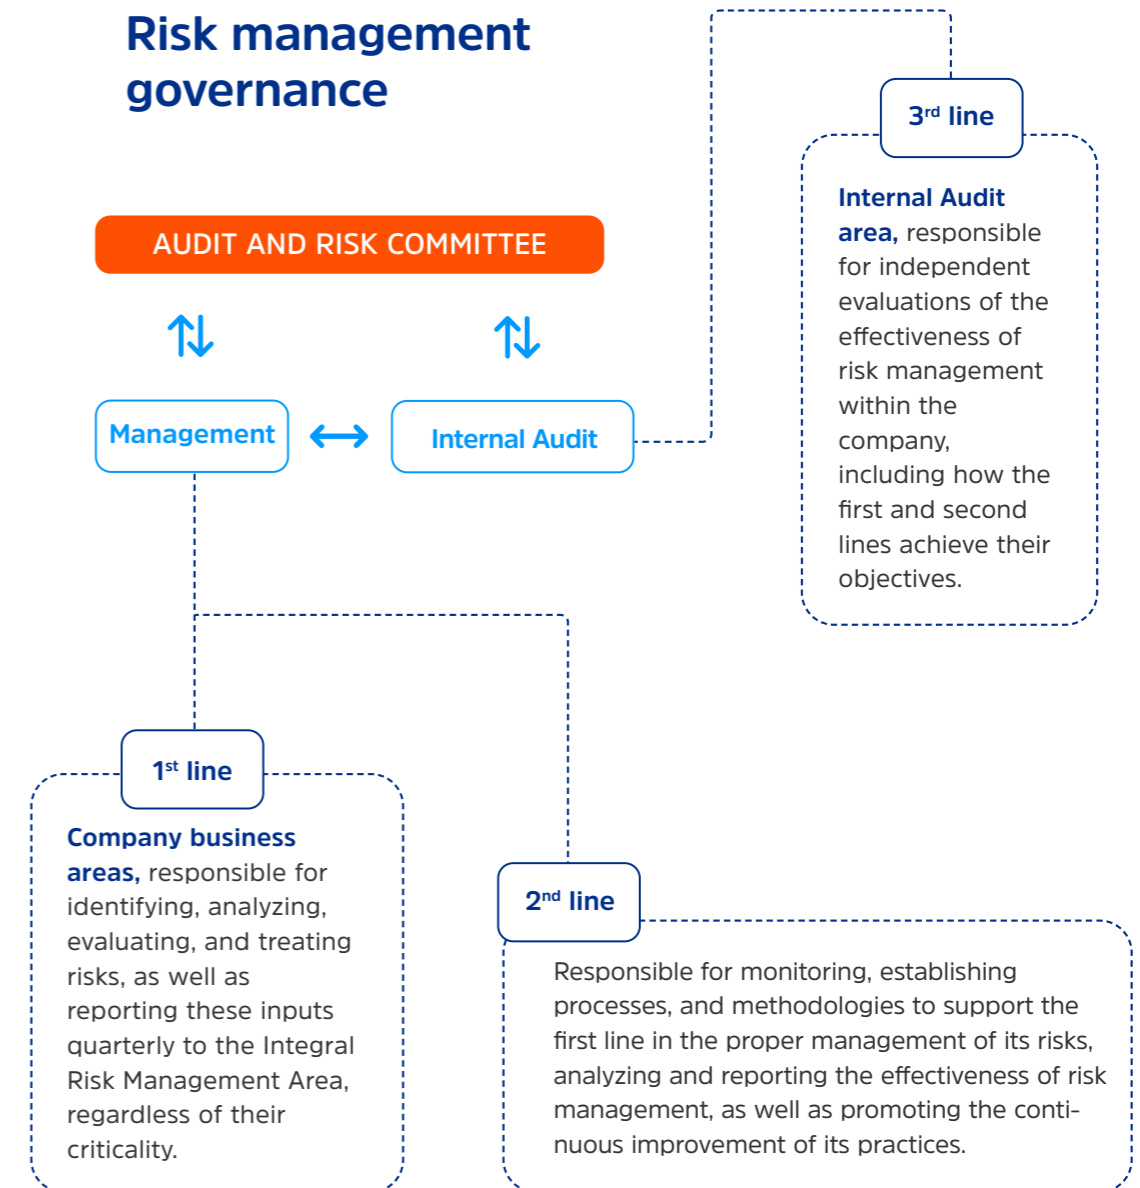 Risk management
governance
AUDIT AND RISK COMMITTEE
Management
Internal Audit
3rd line
Internal Audit
area, responsible
for independent
evaluations of the
effectiveness of
risk management
within the
company,
including how the
first and second
lines achieve their
objectives.
1st line
Company business
areas, responsible for
identifying, analyzing,
evaluating, and treating
risks, as well as
reporting these inputs
quarterly to the Integral
Risk Management Area,
regardless of their
criticality.
2nd line
Responsible for monitoring, establishing
processes, and methodologies to support the
first line in the proper management of its risks,
analyzing and reporting the effectiveness of risk
management, as well as promoting the conti-
nuous improvement of its practices.